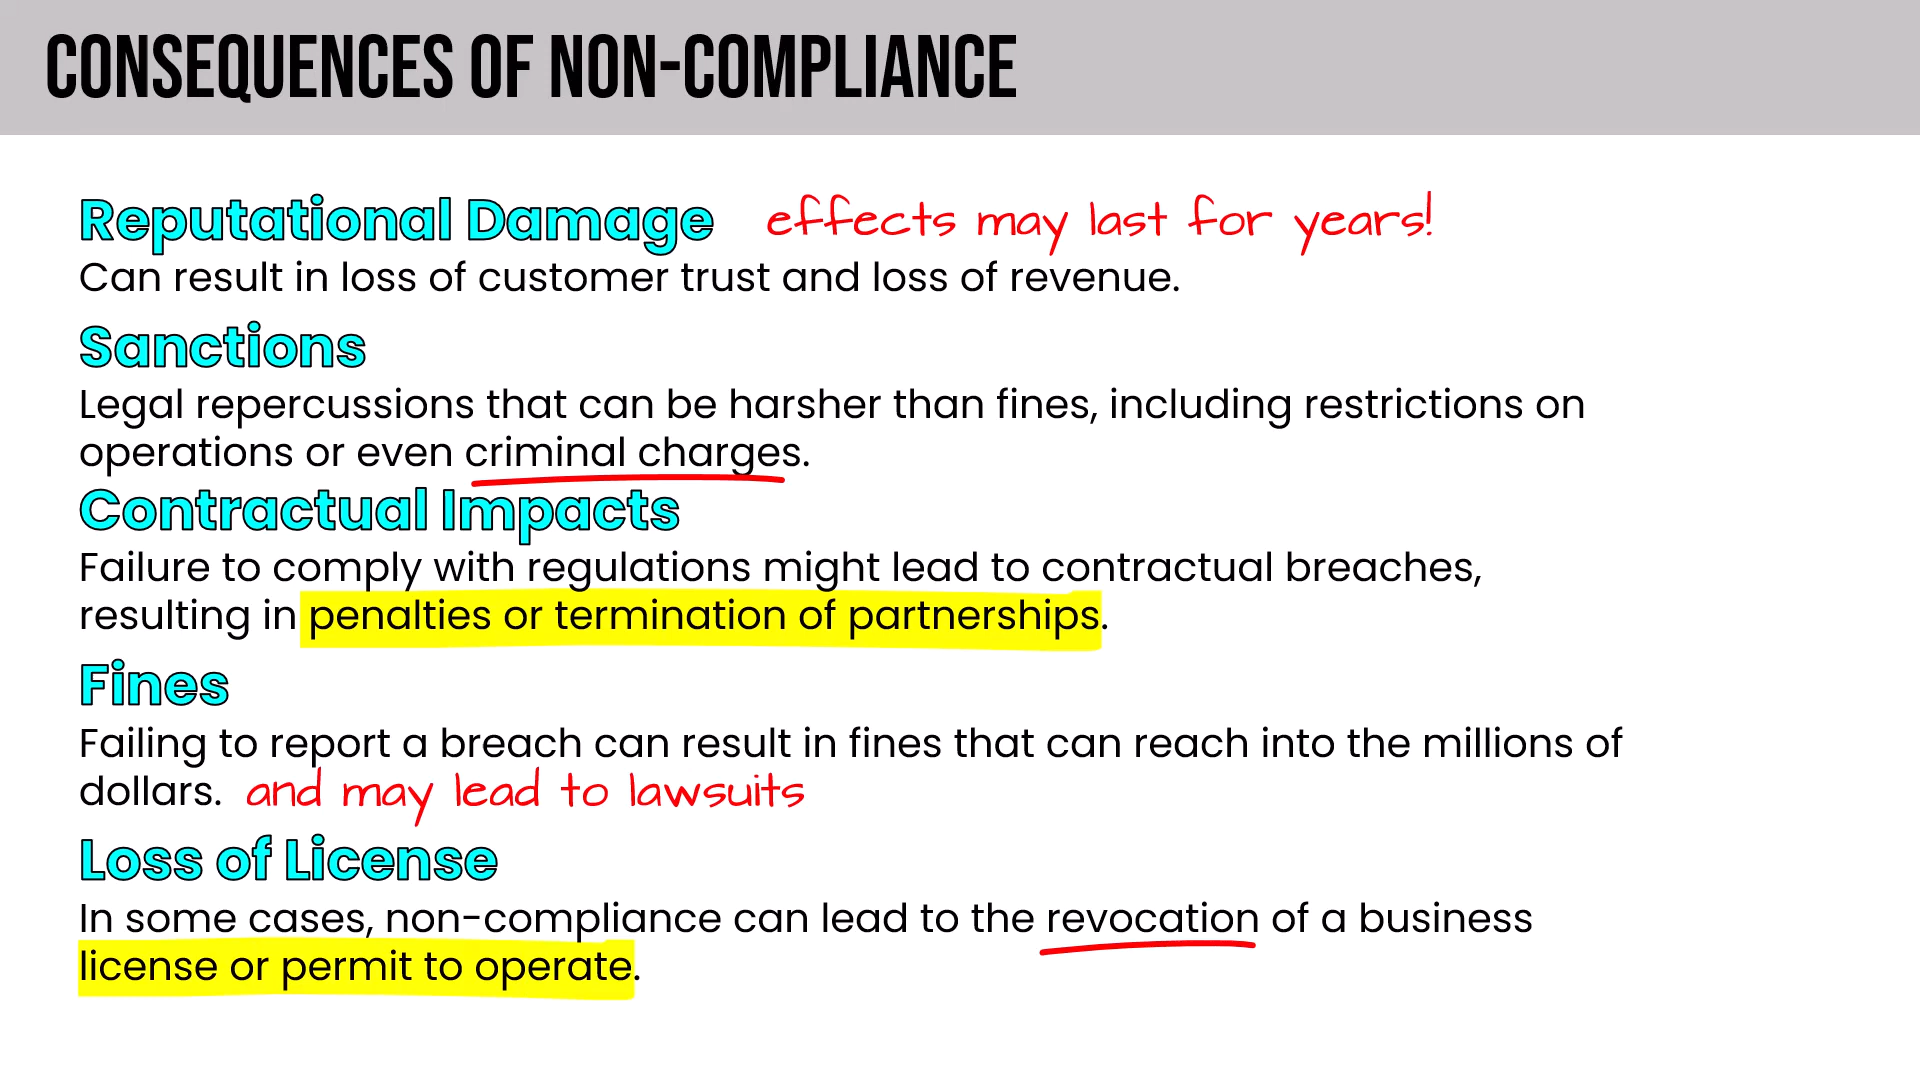 CONSEQUENCES OF NON-COMPLIANCE
Reputational Damage effects may last for years!
Can result in loss of customer trust and loss of revenue.
Sanctions
Legal repercussions that can be harsher than fines, including restrictions on
operations or even criminal charges.
Contractual Impacts
Failure to comply with regulations might lead to contractual breaches,
resulting in penalties or termination of partnerships.
Fines
Failing to report a breach can result in fines that can reach into the millions of
dollars. and may lead to lawsuits
Loss of License
In some cases, non-compliance can lead to the revocation of a business
license or permit to operate.